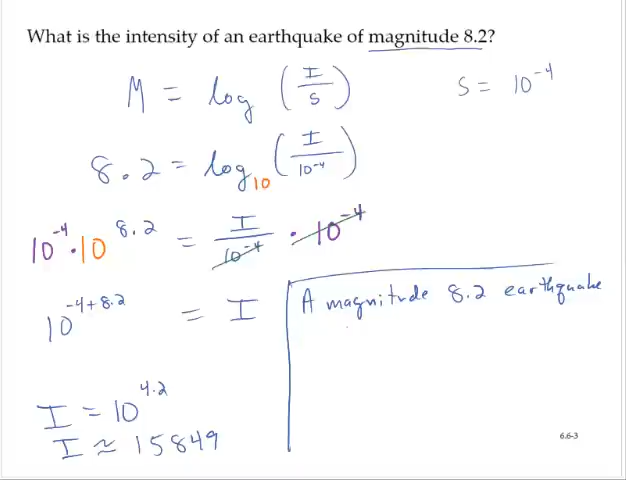 What is the intensity of an earthquake of magnitude 8.2?
M = log (I/S)    S = 10⁻⁴
8.2 = log₁₀ (I/10⁻⁴)
10⁻⁴ · 10^8.2 = I/10⁻⁴ · 10⁻⁴
10^(-4+8.2) = I
A magnitude 8.2 earthquake
I = 10^4.2
I ≈ 15849
6.6-3